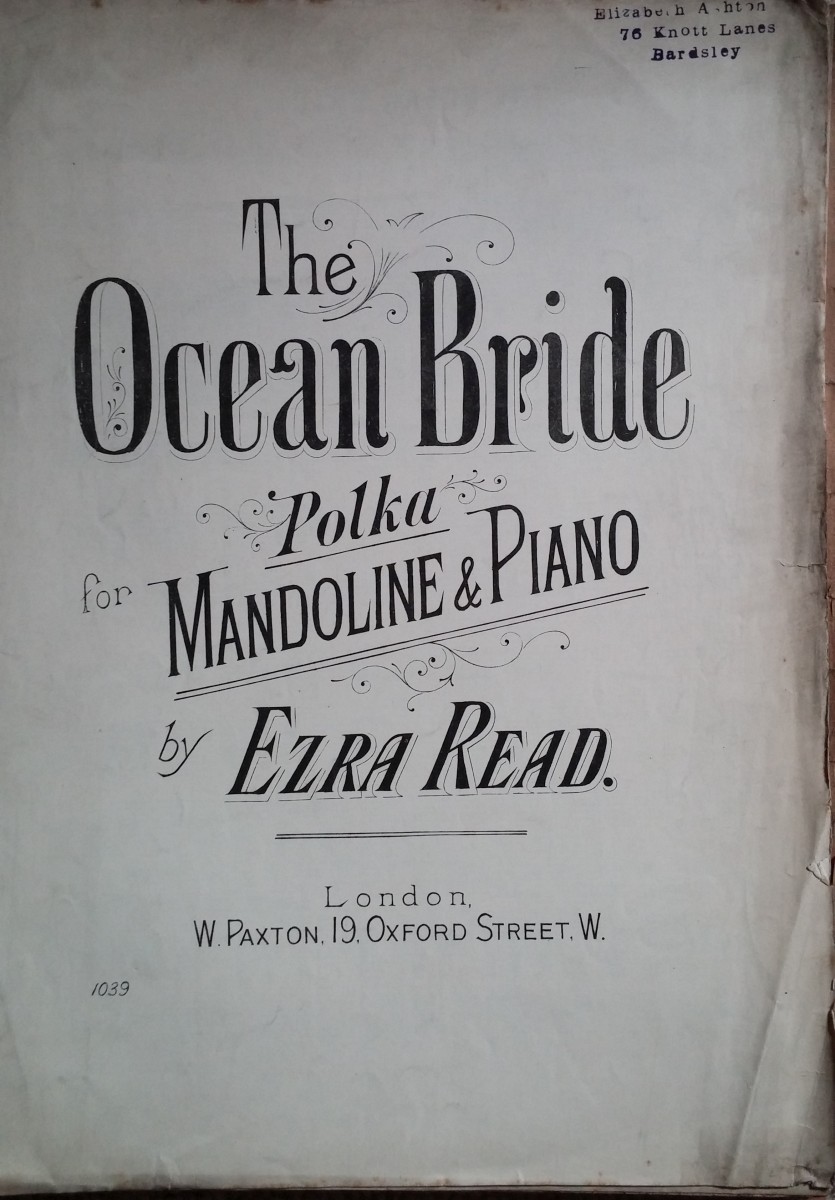 Elizabeth Ashton
76 Knott Lanes
Bardsley
The
Ocean Bride
Polka
for MANDOLINE & PIANO
by EZRA READ.
London,
W. PAXTON, 19, OXFORD STREET, W.
1039